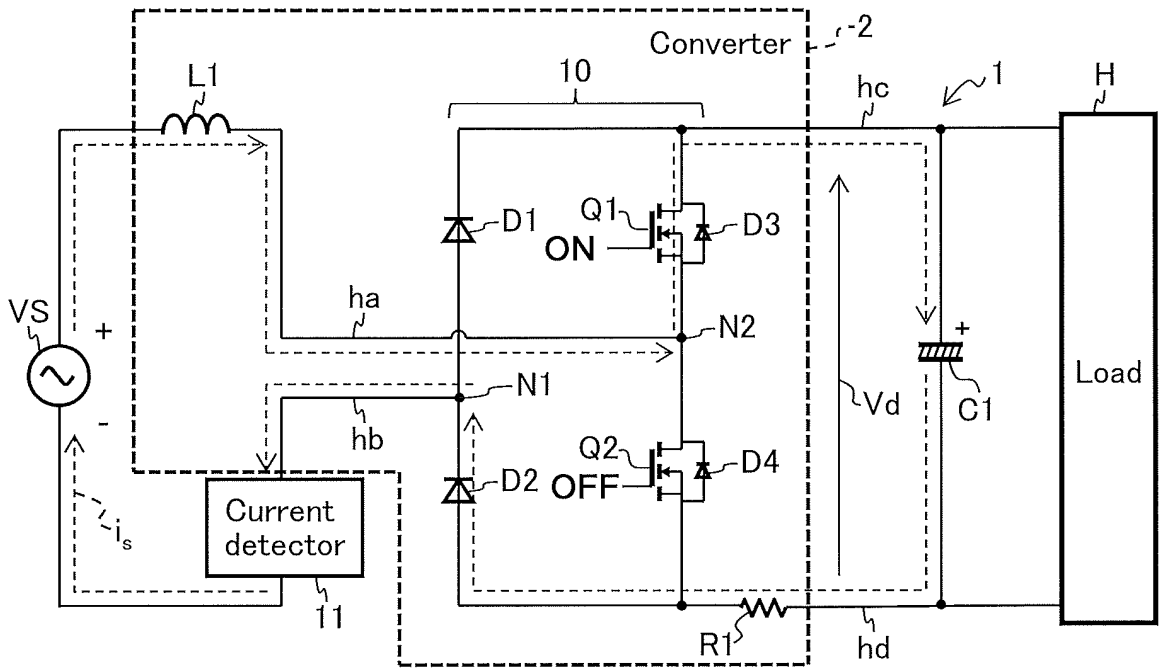 Converter
-2
L1
10
hc
1
H
D1
Q1
D3
ON
VS
+
ha
N2
+
Load
N1
Vd
C1
-
hb
Q2
D4
D2
OFF
Current
detector
is
11
R1
hd